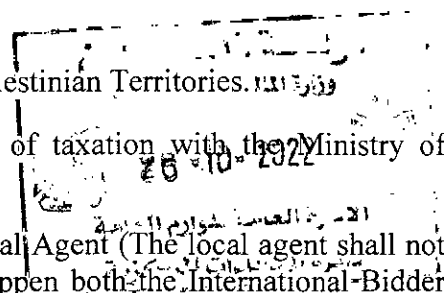 estinian Territories.
وزارة
of taxation with the Ministry of
26 -10- 2022
al Agent (The local agent shall not
ppen both the International Bidder